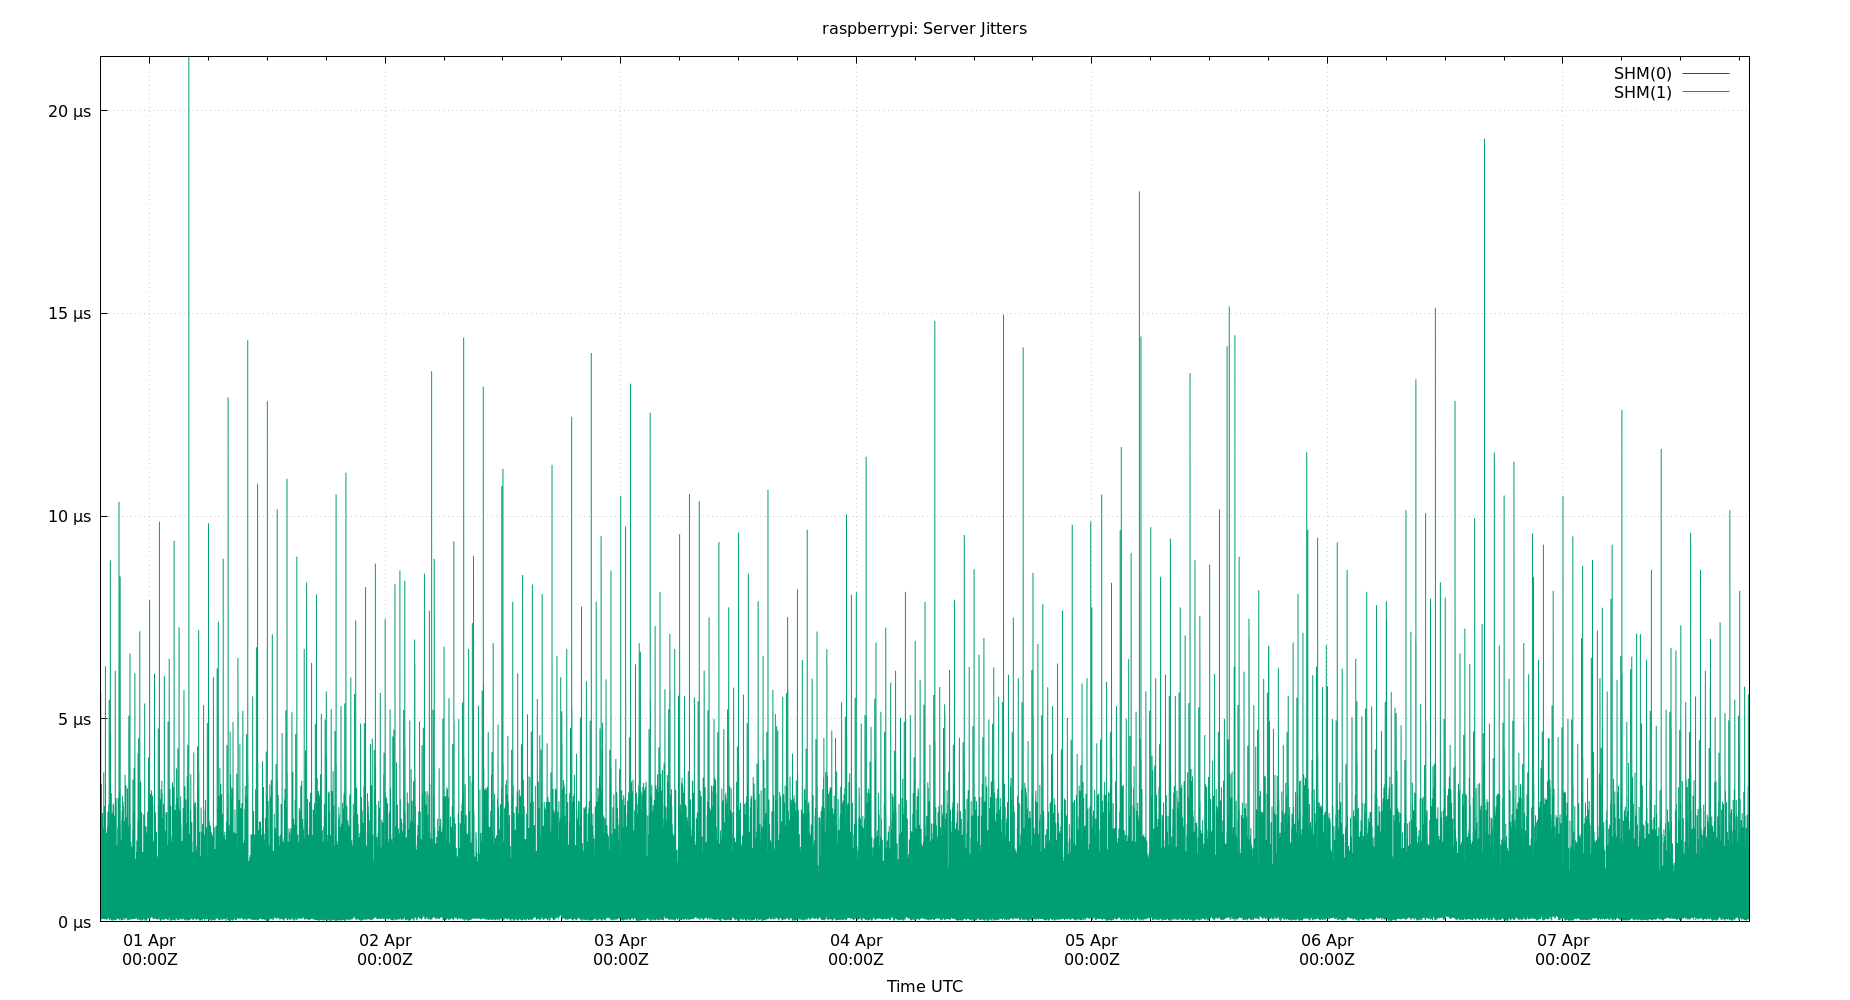 raspberrypi: Server Jitters
SHM(0)
SHM(1)
20 µs
15 µs
10 µs
5 µs
0 µs
01 Apr 02 Apr 03 Apr 04 Apr 05 Apr 06 Apr 07 Apr
00:00Z 00:00Z 00:00Z 00:00Z 00:00Z 00:00Z 00:00Z
Time UTC